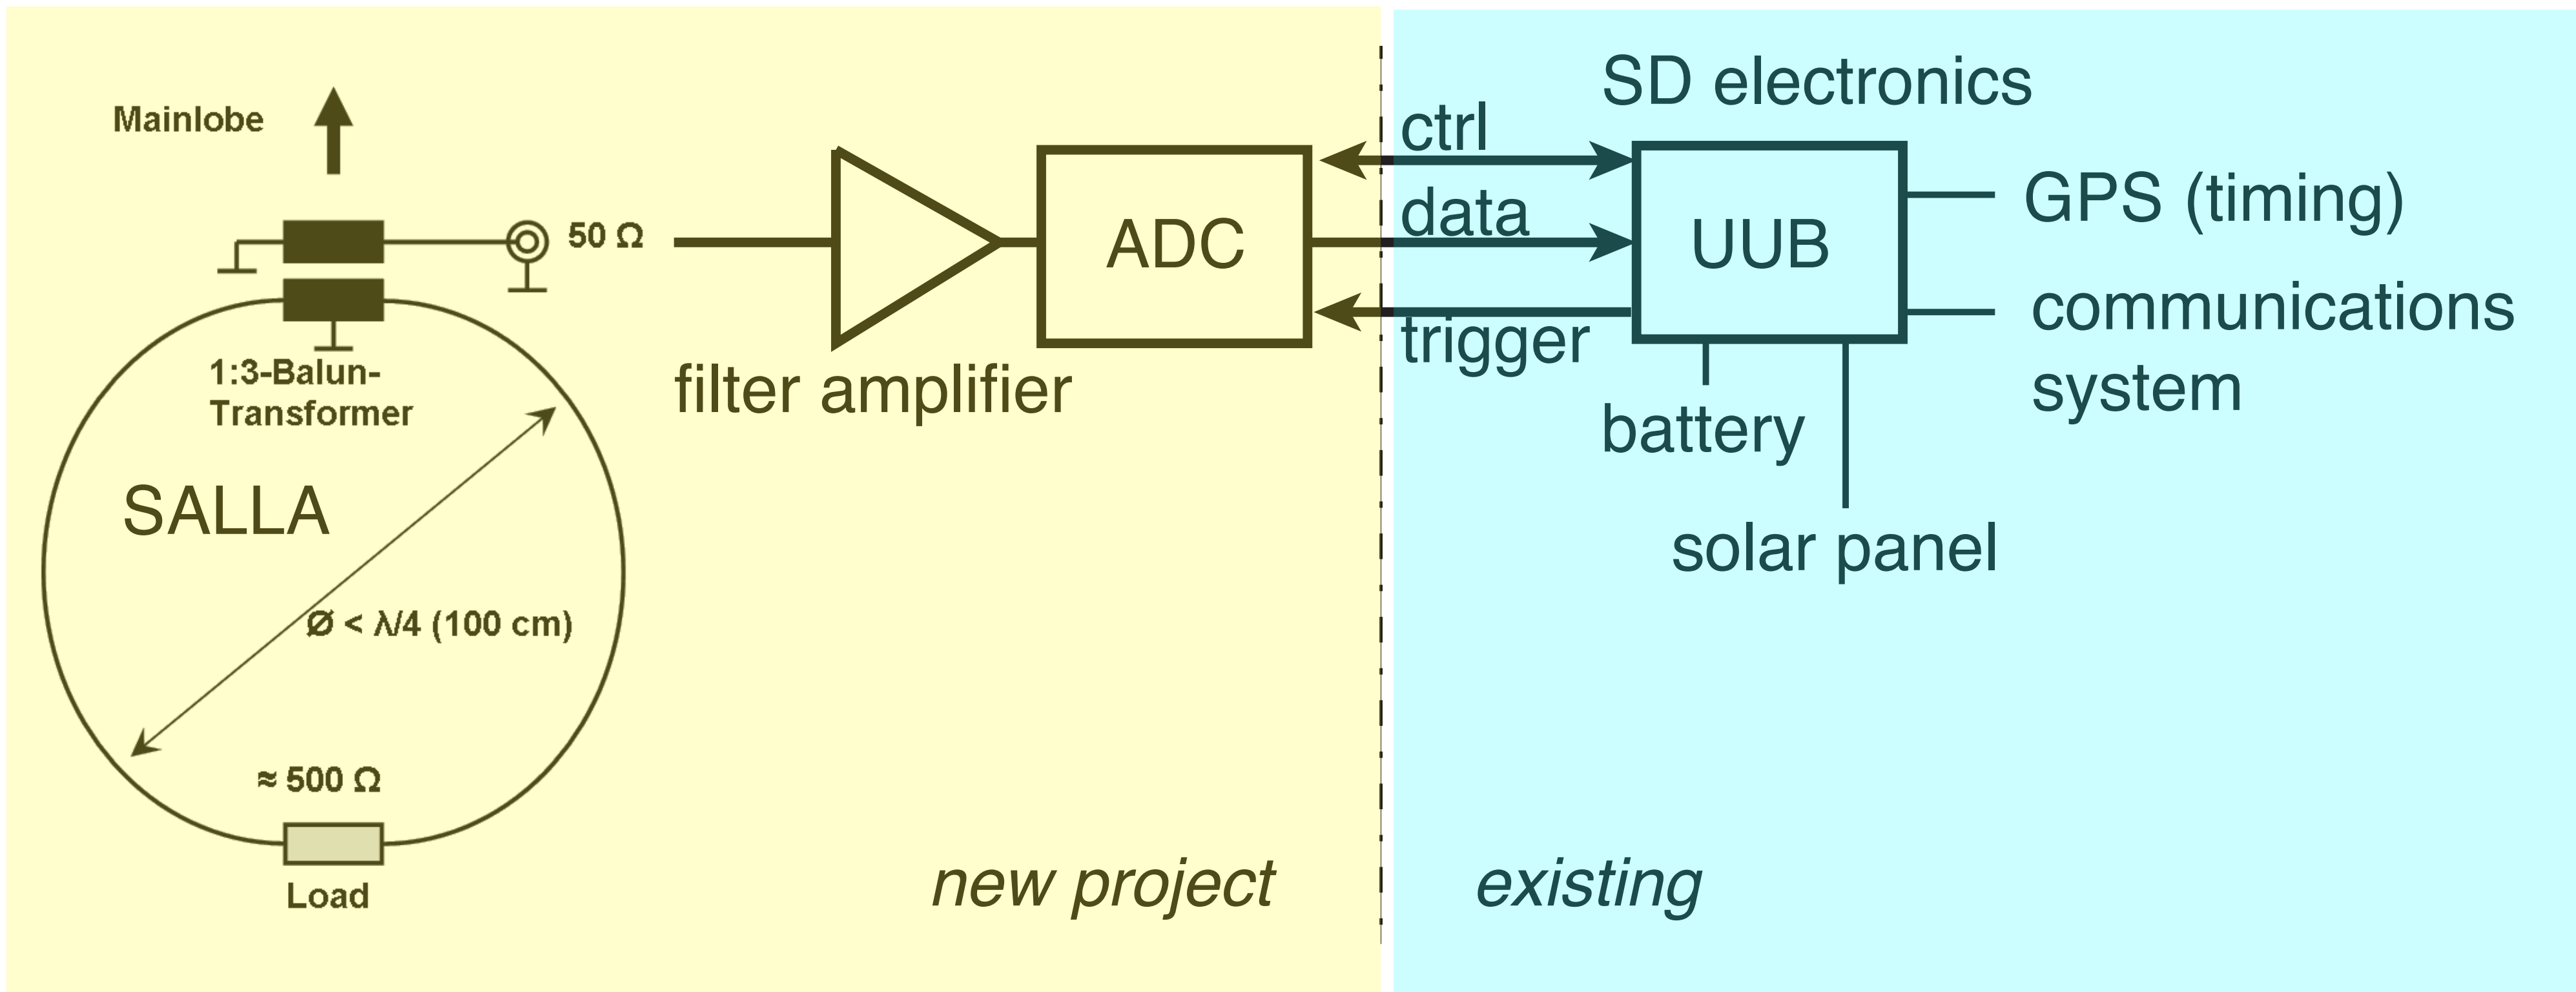 Mainlobe
50 Ω
1:3-Balun-
Transformer
SALLA
Ø < λ/4 (100 cm)
≈ 500 Ω
Load
filter amplifier
ADC
new project
ctrl
data
trigger
SD electronics
UUB
GPS (timing)
communications
system
battery
solar panel
existing